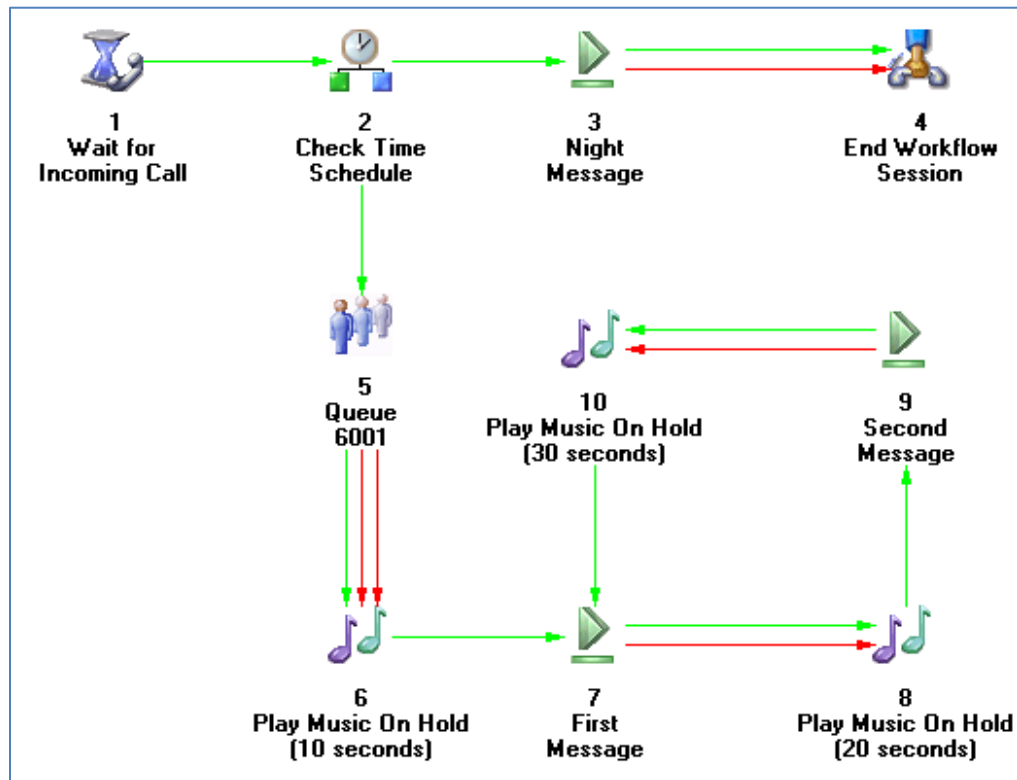 1
Wait for
Incoming Call
2
Check Time
Schedule
3
Night
Message
4
End Workflow
Session
5
Queue
6001
10
Play Music On Hold
(30 seconds)
9
Second
Message
6
Play Music On Hold
(10 seconds)
7
First
Message
8
Play Music On Hold
(20 seconds)